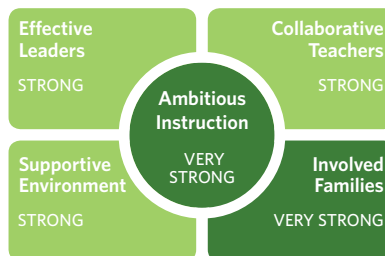 Effective
Leaders
STRONG
Collaborative
Teachers
STRONG
Ambitious
Instruction
VERY
STRONG
Supportive
Environment
STRONG
Involved
Families
VERY STRONG